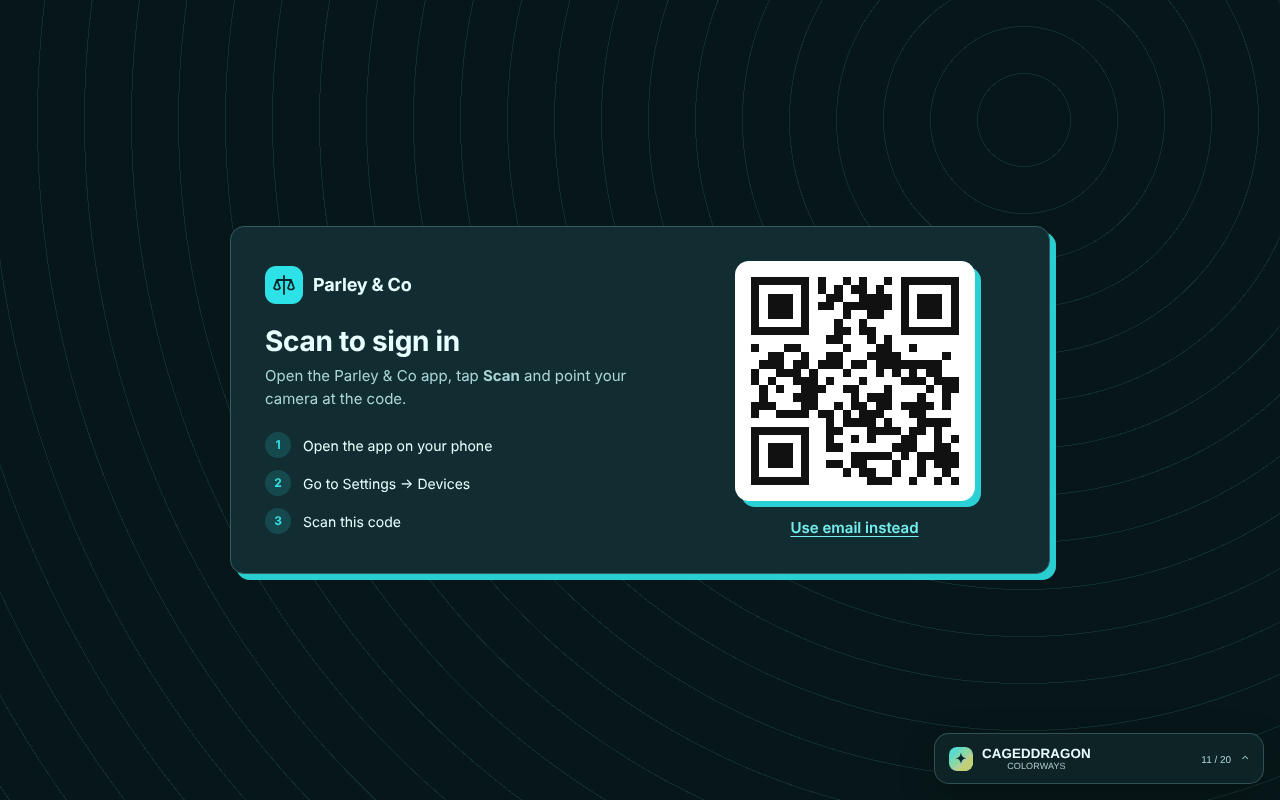 Parley & Co
Scan to sign in
Open the Parley & Co app, tap Scan and point your
camera at the code.
1 Open the app on your phone
2 Go to Settings → Devices
3 Scan this code
Use email instead
CAGEDDRAGON
COLORWAYS
11 / 20